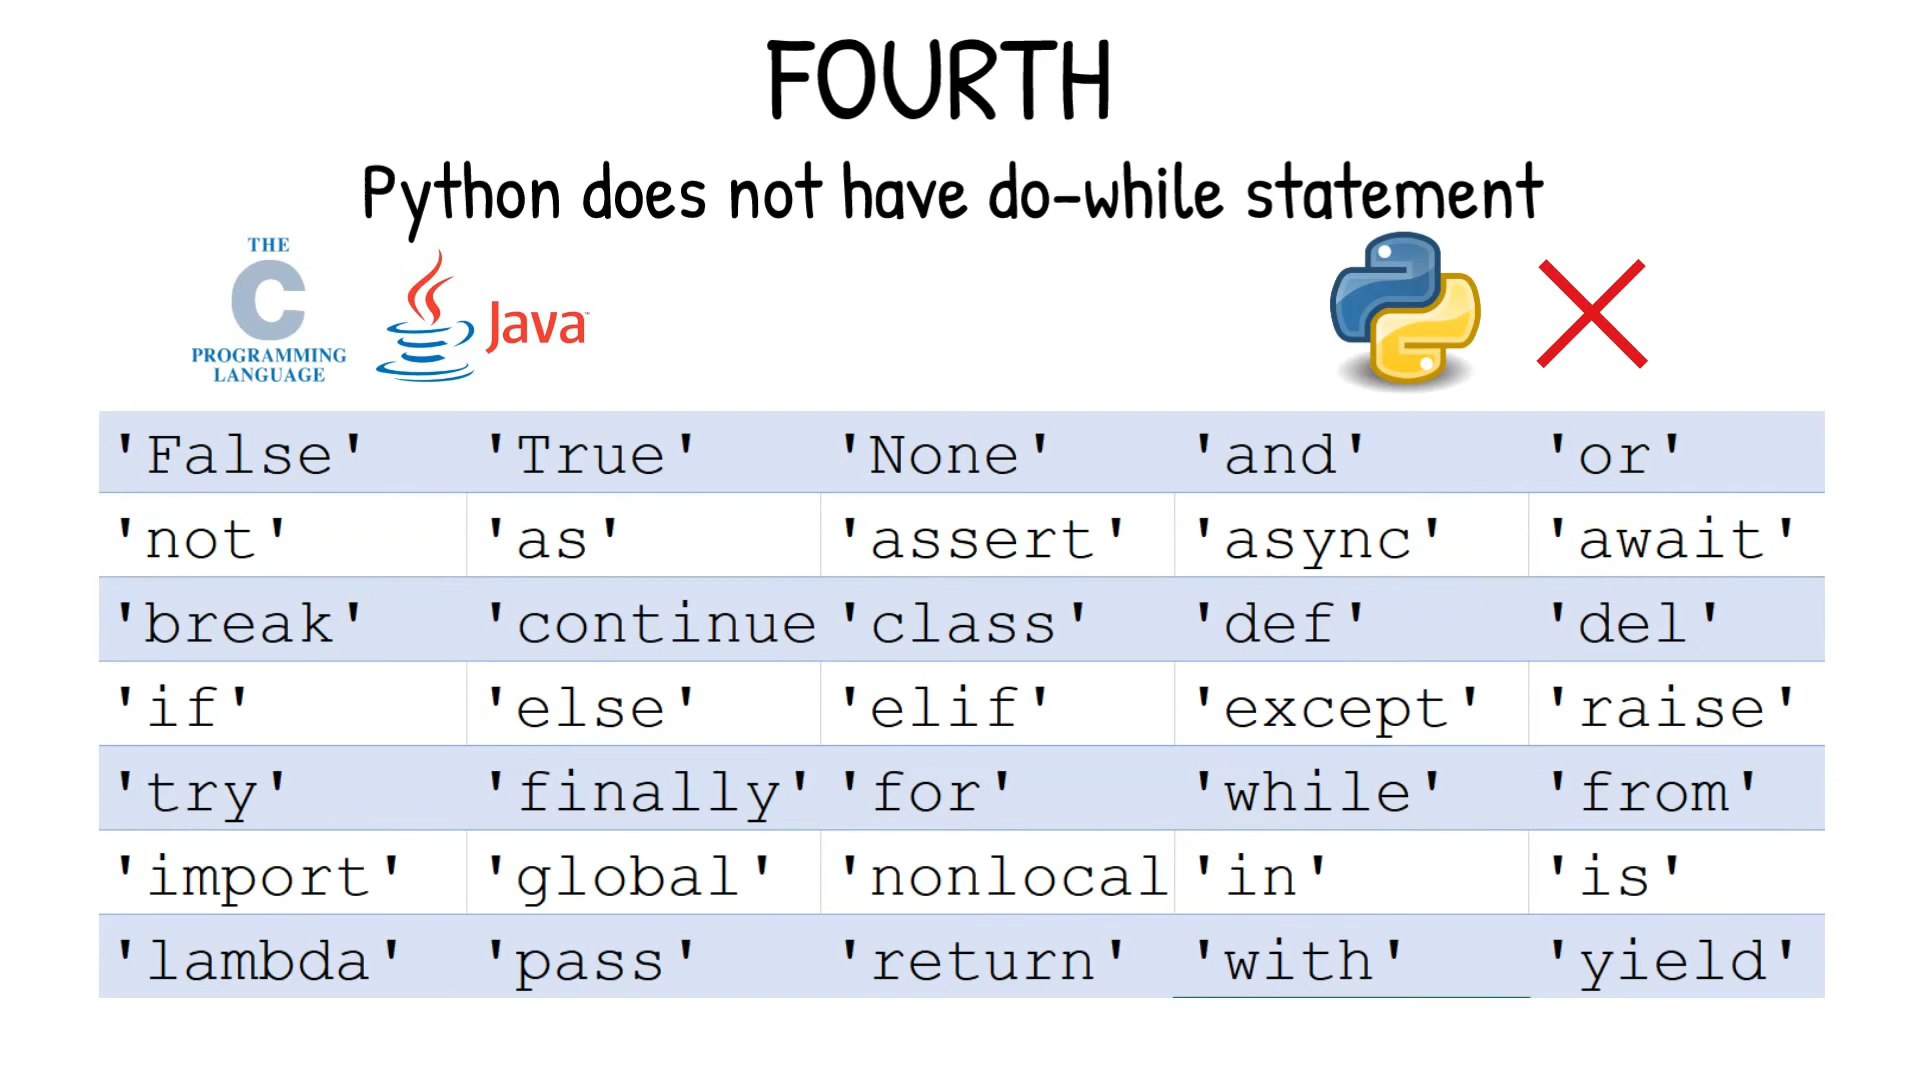 FOURTH
Python does not have do-while statement
THE
C
PROGRAMMING
LANGUAGE
Java™
'False' 'True' 'None' 'and' 'or'
'not' 'as' 'assert' 'async' 'await'
'break' 'continue 'class' 'def' 'del'
'if' 'else' 'elif' 'except' 'raise'
'try' 'finally' 'for' 'while' 'from'
'import' 'global' 'nonlocal 'in' 'is'
'lambda' 'pass' 'return' 'with' 'yield'